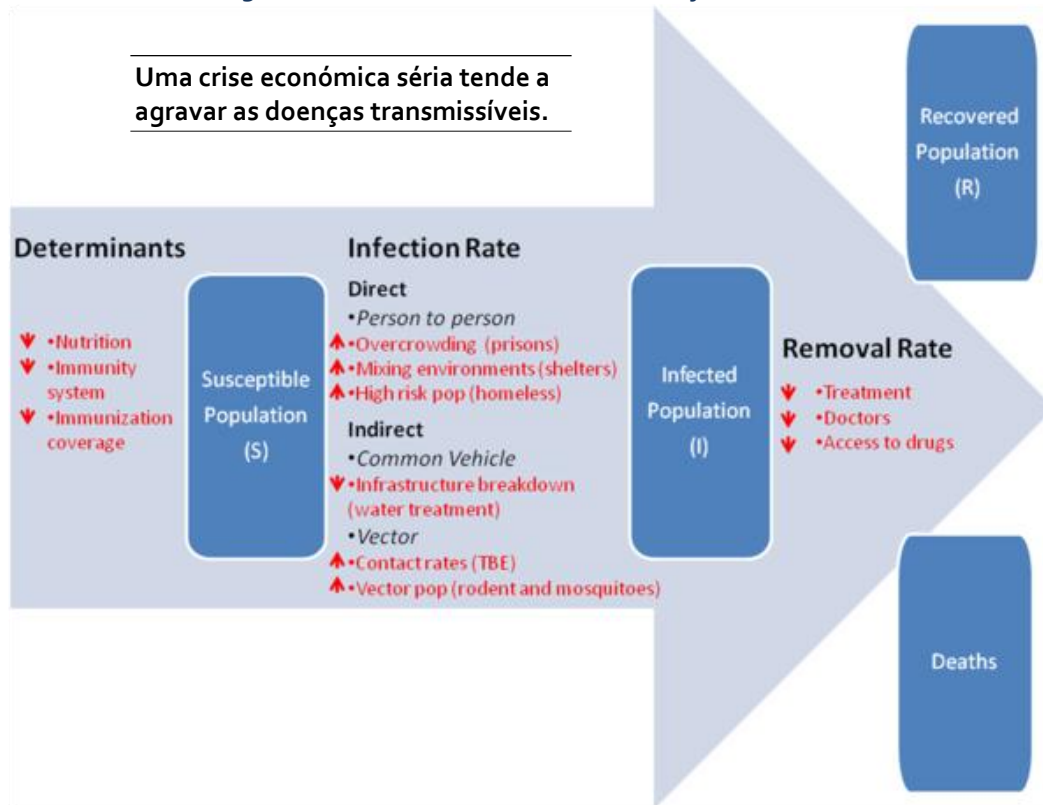 Uma crise económica séria tende a
agravar as doenças transmissíveis.
Determinants
•Nutrition
•Immunity
system
•Immunization
coverage
Susceptible
Population
(S)
Infection Rate
Direct
•Person to person
•Overcrowding (prisons)
•Mixing environments (shelters)
•High risk pop (homeless)
Indirect
•Common Vehicle
•Infrastructure breakdown
(water treatment)
•Vector
•Contact rates (TBE)
•Vector pop (rodent and mosquitoes)
Infected
Population
(I)
Removal Rate
•Treatment
•Doctors
•Access to drugs
Recovered
Population
(R)
Deaths